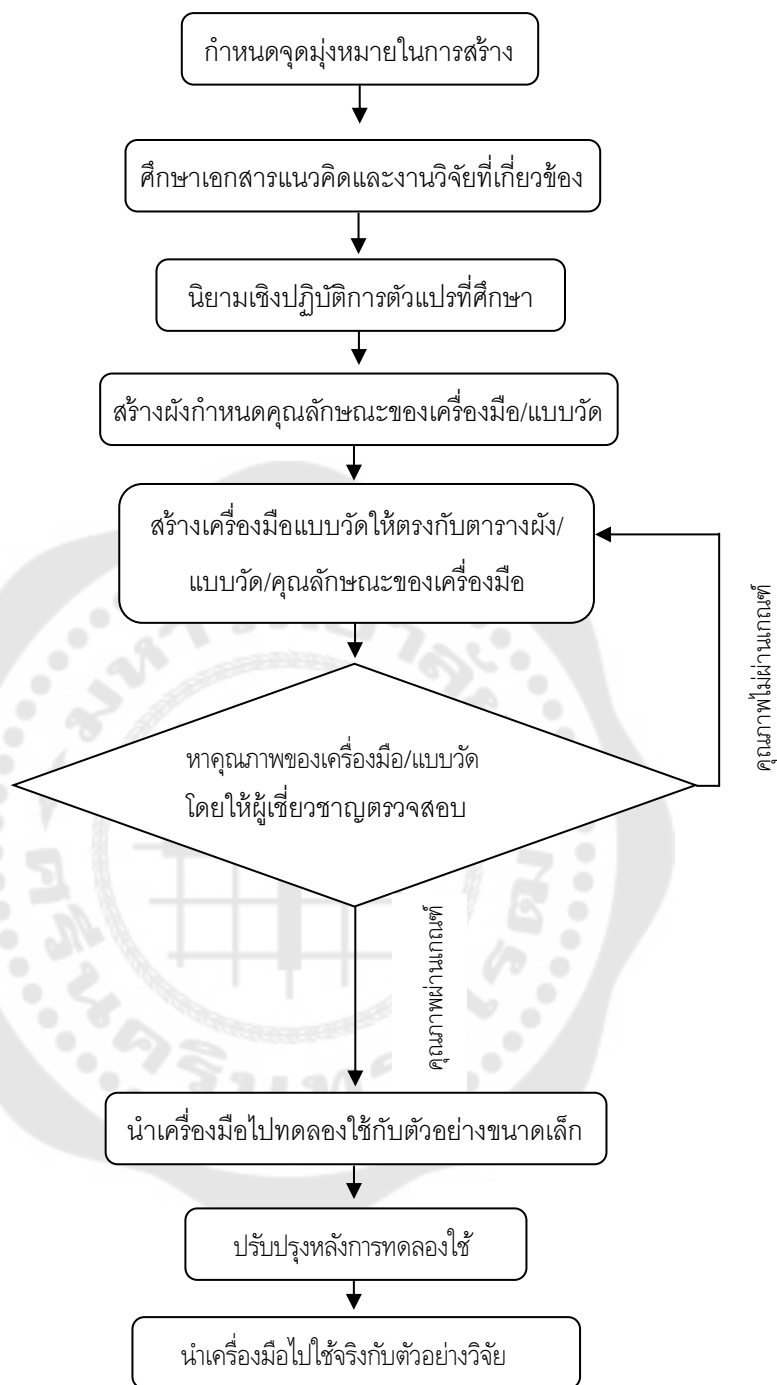 กำหนดจุดมุ่งหมายในการสร้าง
ศึกษาเอกสารแนวคิดและงานวิจัยที่เกี่ยวข้อง
นิยามเชิงปฏิบัติการตัวแปรที่ศึกษา
สร้างผังกำหนดคุณลักษณะของเครื่องมือ/แบบวัด
สร้างเครื่องมือแบบวัดให้ตรงกับตารางผัง/
แบบวัด/คุณลักษณะของเครื่องมือ
คุณภาพไม่ผ่านเกณฑ์
หาคุณภาพของเครื่องมือ/แบบวัด
โดยให้ผู้เชี่ยวชาญตรวจสอบ
คุณภาพผ่านเกณฑ์
นำเครื่องมือไปทดลองใช้กับตัวอย่างขนาดเล็ก
ปรับปรุงหลังการทดลองใช้
นำเครื่องมือไปใช้จริงกับตัวอย่างวิจัย